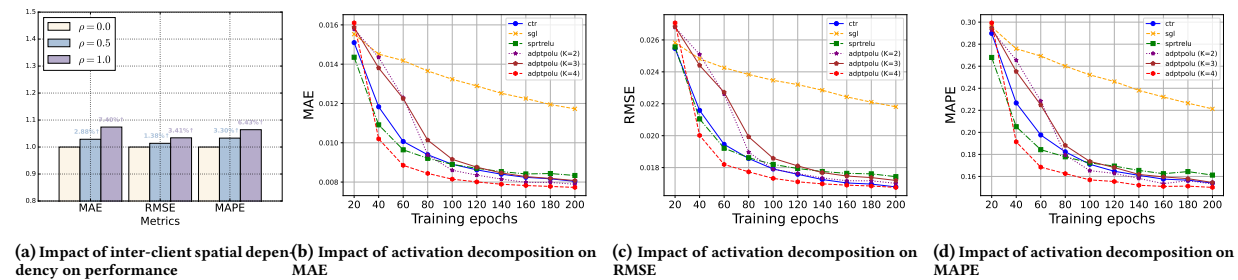 1.5
1.4
1.3
1.2
1.1
1.0
0.9
0.8
ρ = 0.0
ρ = 0.5
ρ = 1.0
2.88%↑
7.40%↑
1.38%↑
3.41%↑
3.30%↑
6.43%↑
MAE RMSE MAPE
Metrics
(a) Impact of inter-client spatial depen-
dency on performance
MAE
0.016
0.014
0.012
0.010
0.008
ctr
sgl
sprtrelu
adptpolu (K=2)
adptpolu (K=3)
adptpolu (K=4)
20 40 60 80 100 120 140 160 180 200
Training epochs
(b) Impact of activation decomposition on
MAE
RMSE
0.026
0.024
0.022
0.020
0.018
ctr
sgl
sprtrelu
adptpolu (K=2)
adptpolu (K=3)
adptpolu (K=4)
20 40 60 80 100 120 140 160 180 200
Training epochs
(c) Impact of activation decomposition on
RMSE
MAPE
0.30
0.28
0.26
0.24
0.22
0.20
0.18
0.16
ctr
sgl
sprtrelu
adptpolu (K=2)
adptpolu (K=3)
adptpolu (K=4)
20 40 60 80 100 120 140 160 180 200
Training epochs
(d) Impact of activation decomposition on
MAPE